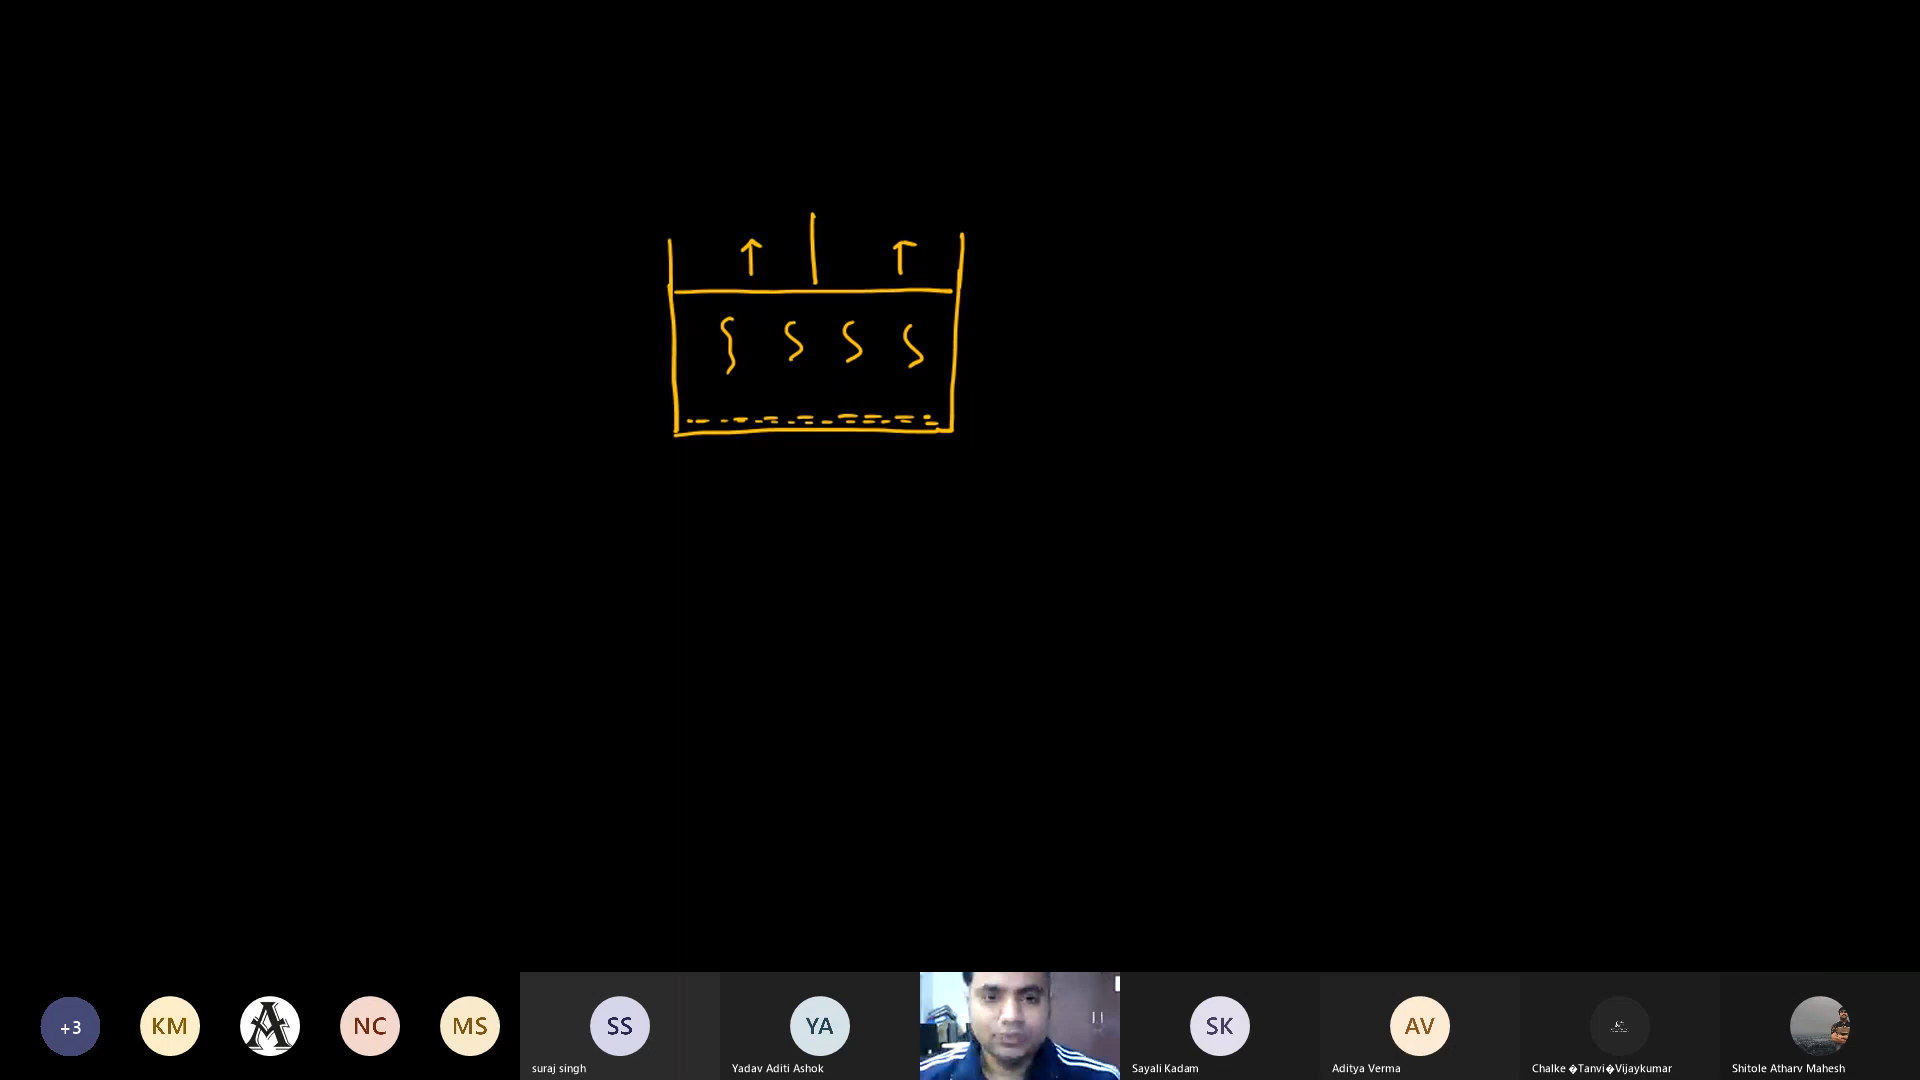 +3
KM
A
NC
MS
SS
YA
SK
AV
suraj singh
Yadav Aditi Ashok
Sayali Kadam
Aditya Verma
Chalke �Tanvi�Vijaykumar
Shitole Atharv Mahesh